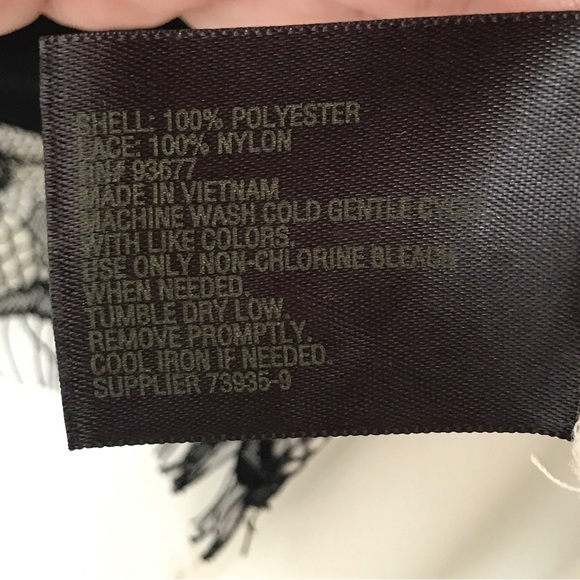 SHELL: 100% POLYESTER
LACE: 100% NYLON
RN# 93677
MADE IN VIETNAM
MACHINE WASH COLD GENTLE CYCLE
WITH LIKE COLORS.
USE ONLY NON-CHLORINE BLEACH
WHEN NEEDED.
TUMBLE DRY LOW.
REMOVE PROMPTLY.
COOL IRON IF NEEDED.
SUPPLIER 73935-9